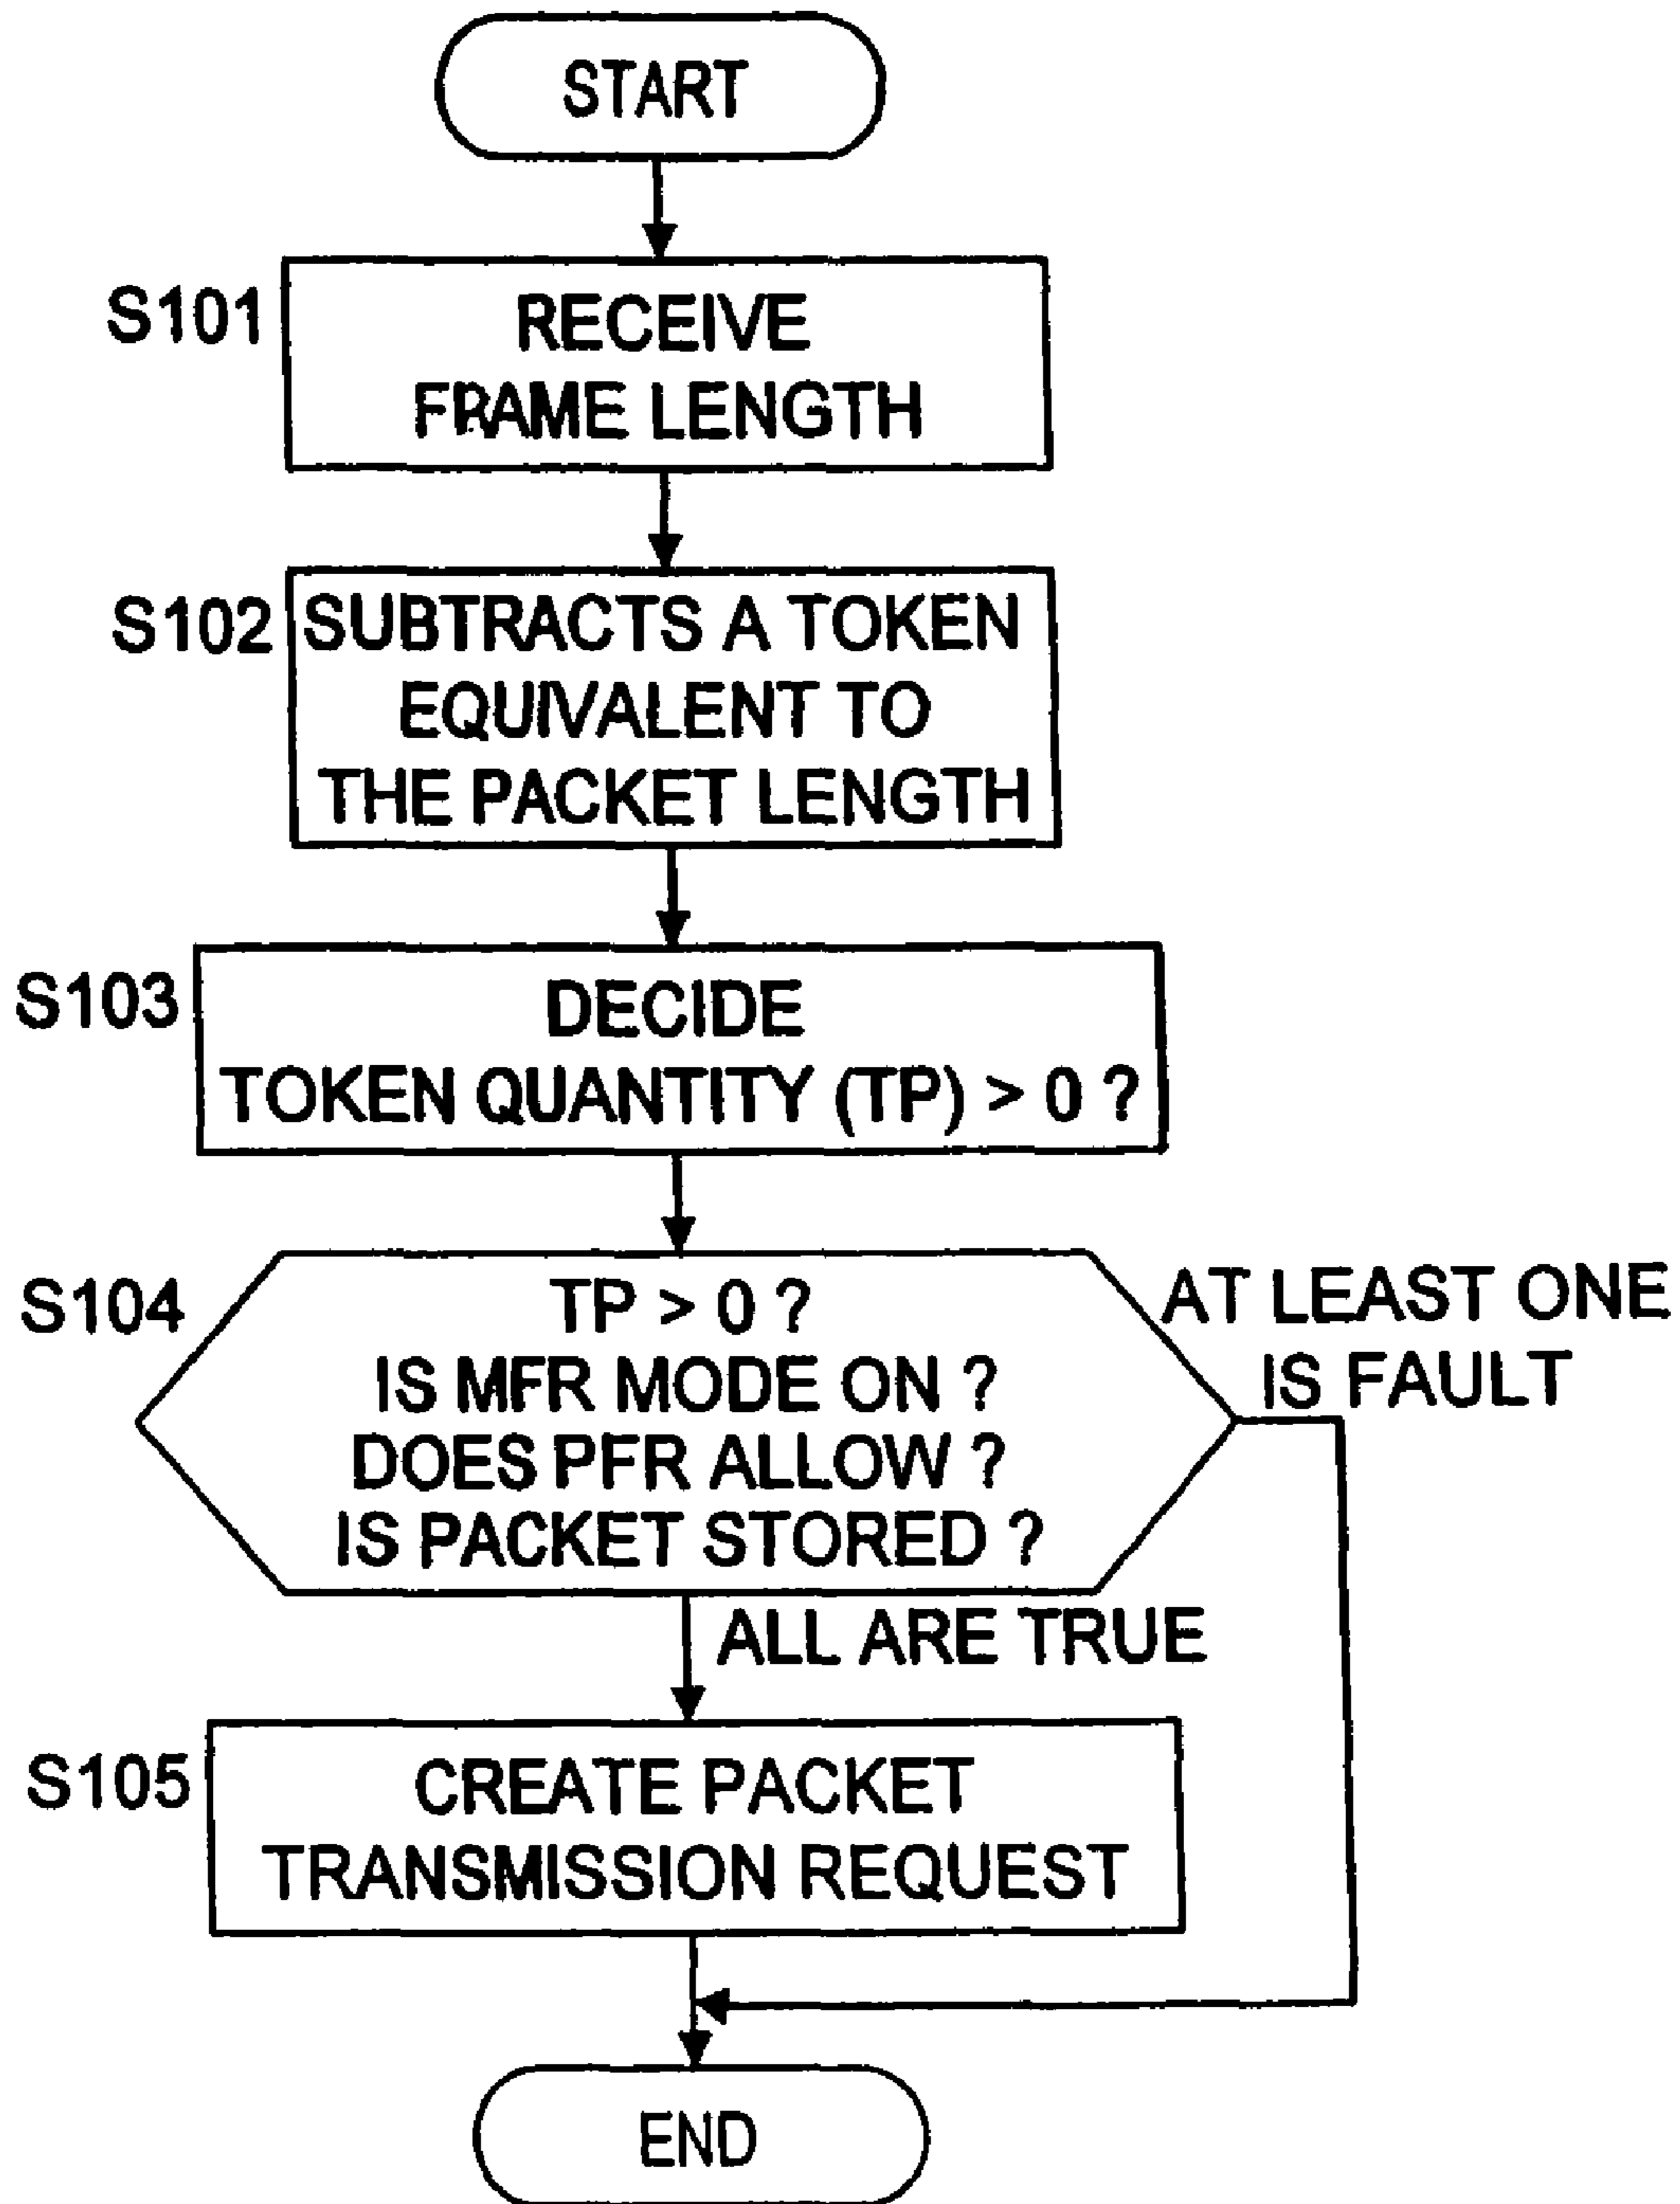 START
S101
RECEIVE
FRAME LENGTH
S102
SUBTRACTS A TOKEN
EQUIVALENT TO
THE PACKET LENGTH
S103
DECIDE
TOKEN QUANTITY (TP) > 0 ?
S104
TP > 0 ?
IS MFR MODE ON ?
DOES PFR ALLOW ?
IS PACKET STORED ?
AT LEAST ONE
IS FAULT
ALL ARE TRUE
S105
CREATE PACKET
TRANSMISSION REQUEST
END